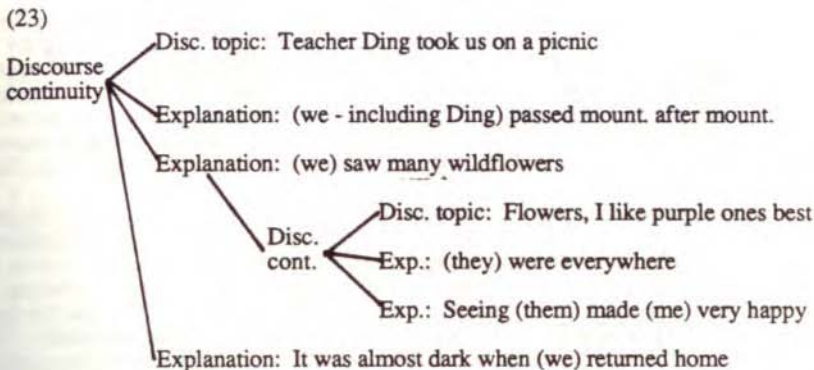 (23)
Disc. topic: Teacher Ding took us on a picnic
Discourse
continuity
Explanation: (we - including Ding) passed mount. after mount.
Explanation: (we) saw many wildflowers
Disc. topic: Flowers, I like purple ones best
Disc.
cont.
Exp.: (they) were everywhere
Exp.: Seeing (them) made (me) very happy
Explanation: It was almost dark when (we) returned home